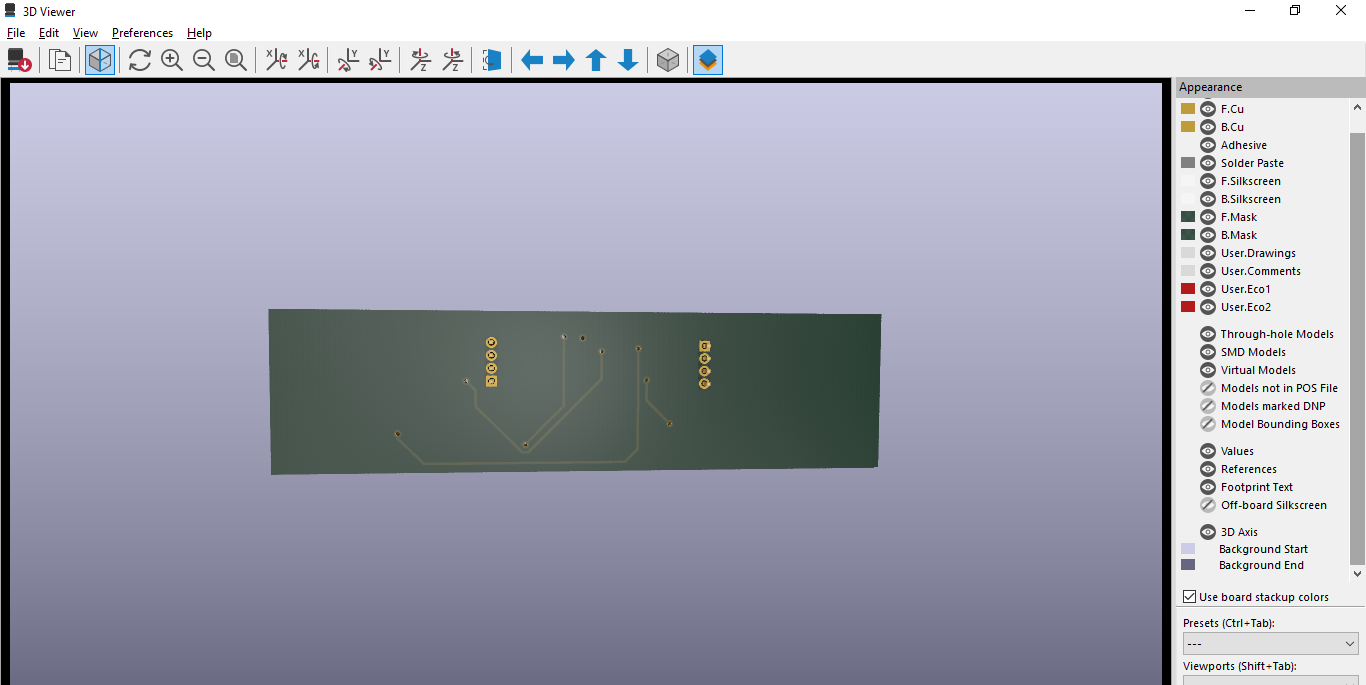 3D Viewer
File Edit View Preferences Help
Appearance
F.Cu
B.Cu
Adhesive
Solder Paste
F.Silkscreen
B.Silkscreen
F.Mask
B.Mask
User.Drawings
User.Comments
User.Eco1
User.Eco2
Through-hole Models
SMD Models
Virtual Models
Models not in POS File
Models marked DNP
Model Bounding Boxes
Values
References
Footprint Text
Off-board Silkscreen
3D Axis
Background Start
Background End
Use board stackup colors
Presets (Ctrl+Tab):
---
Viewports (Shift+Tab):